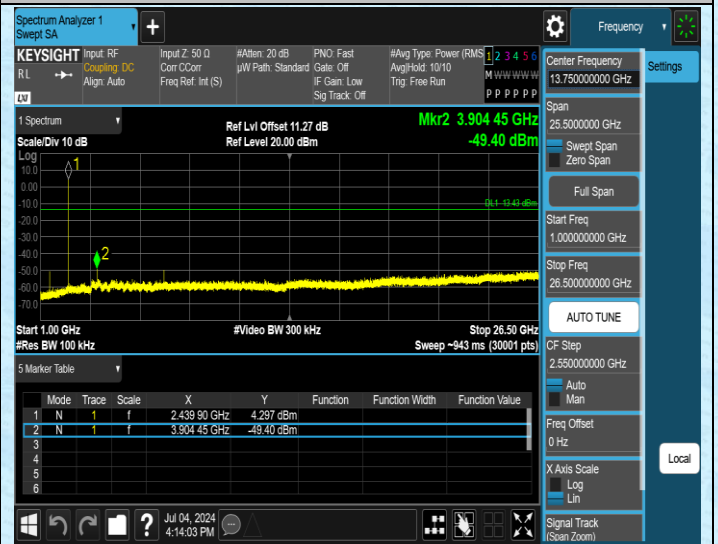 Spectrum Analyzer 1
Swept SA
+
Frequency
KEYSIGHT
RL
LXI
Input: RF
Coupling: DC
Align: Auto
Input Z: 50 Ω
Corr CCorr
Freq Ref: Int (S)
#Atten: 20 dB
µW Path: Standard
PNO: Fast
Gate: Off
IF Gain: Low
Sig Track: Off
#Avg Type: Power (RMS
Avg|Hold: 10/10
Trig: Free Run
1 2 3 4 5 6
M W W W W W
P P P P P P
Center Frequency
13.750000000 GHz
Settings
Span
25.5000000 GHz
Swept Span
Zero Span
Full Span
Start Freq
1.000000000 GHz
Stop Freq
26.500000000 GHz
AUTO TUNE
CF Step
2.550000000 GHz
Auto
Man
Freq Offset
0 Hz
X Axis Scale
Log
Lin
Signal Track
(Span Zoom)
Local
1 Spectrum
Scale/Div 10 dB
Ref Lvl Offset 11.27 dB
Ref Level 20.00 dBm
Mkr2 3.904 45 GHz
-49.40 dBm
Log
10.0
0.00
-10.0
-20.0
-30.0
-40.0
-50.0
-60.0
-70.0
1
2
DL1 -13.43 dBm
Start 1.00 GHz
#Res BW 100 kHz
#Video BW 300 kHz
Stop 26.50 GHz
Sweep ~943 ms (30001 pts)
5 Marker Table
Mode Trace Scale X Y Function Function Width Function Value
1 N 1 f 2.439 90 GHz 4.297 dBm
2 N 1 f 3.904 45 GHz -49.40 dBm
3
4
5
6
?
Jul 04, 2024
4:14:03 PM